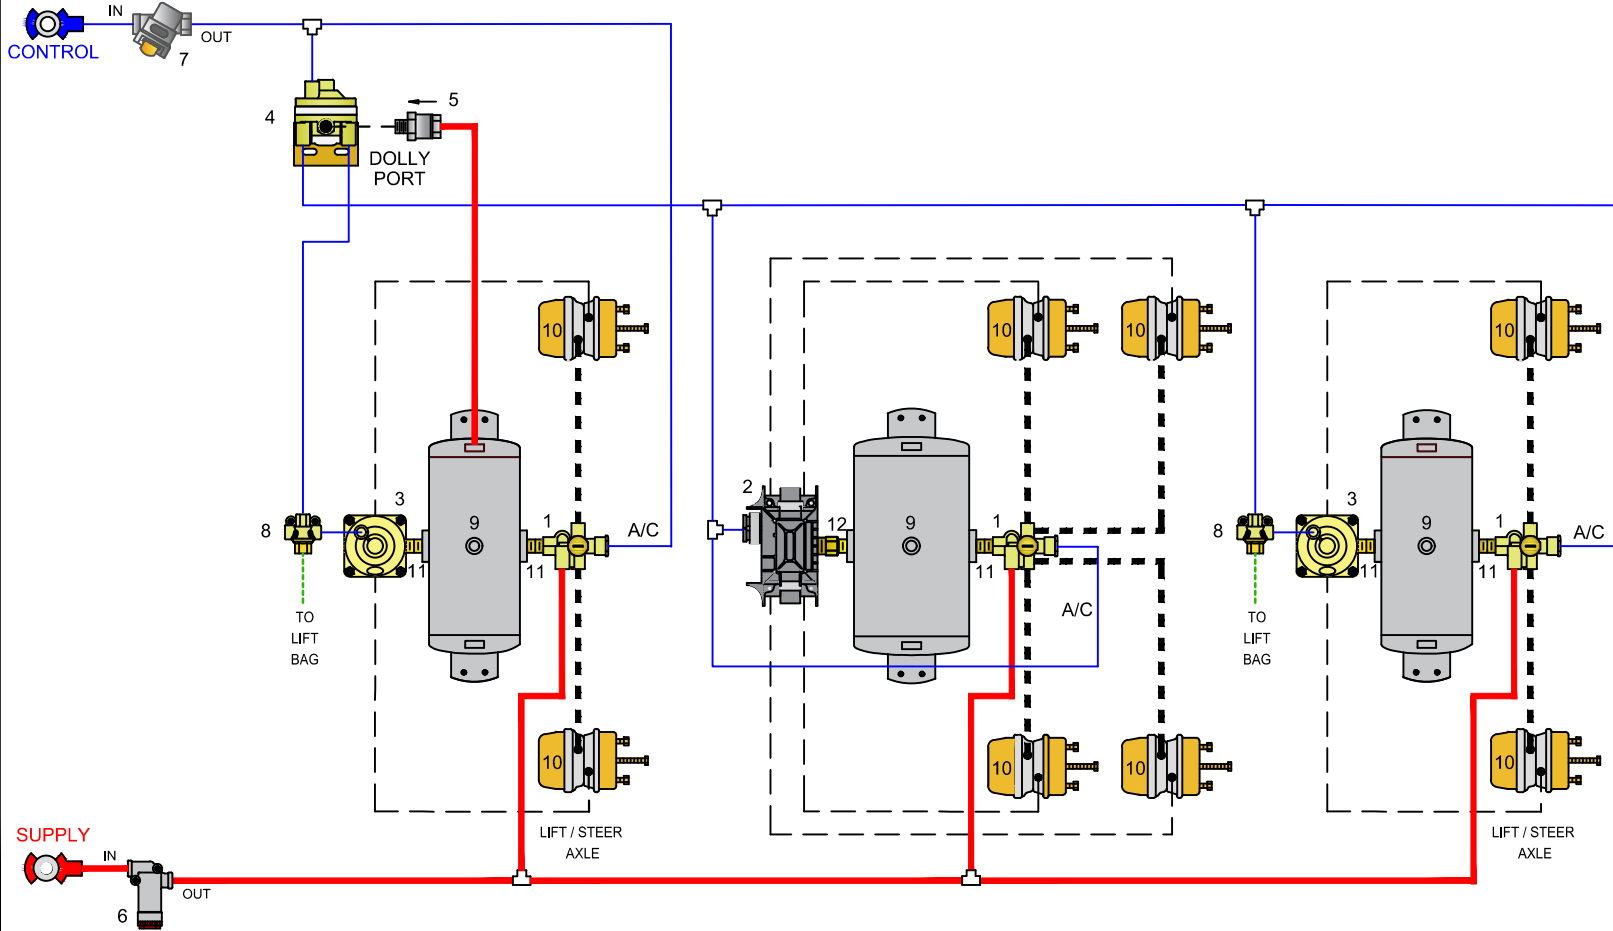 IN
OUT
CONTROL
7
4
5
DOLLY
PORT
10
10
10
10
3
9
1
A/C
8
11
11
2
12
9
1
11
A/C
3
9
1
A/C
8
11
11
TO
LIFT
BAG
TO
LIFT
BAG
10
10
10
10
LIFT / STEER
AXLE
LIFT / STEER
AXLE
SUPPLY
IN
OUT
6